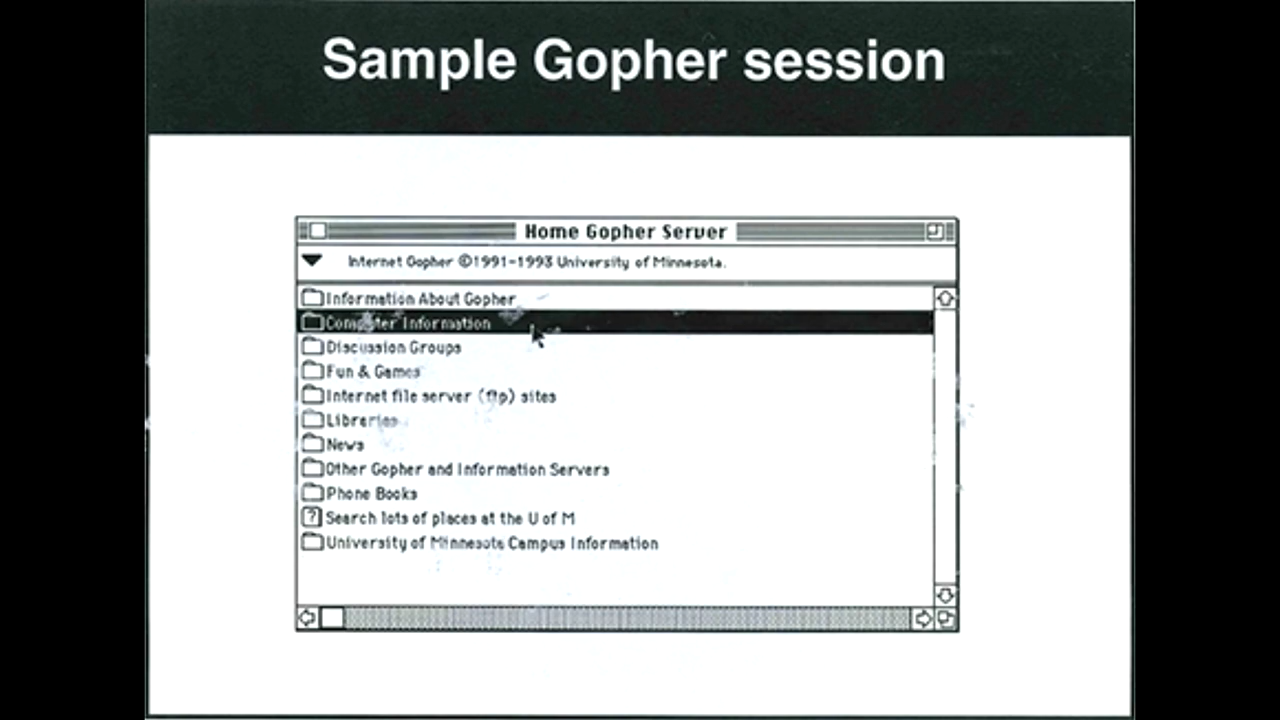 Sample Gopher session
Home Gopher Server
Internet Gopher ©1991-1993 University of Minnesota.
Information About Gopher
Computer Information
Discussion Groups
Fun & Games
Internet file server (ftp) sites
Libraries
News
Other Gopher and Information Servers
Phone Books
? Search lots of places at the U of M
University of Minnesota Campus Information